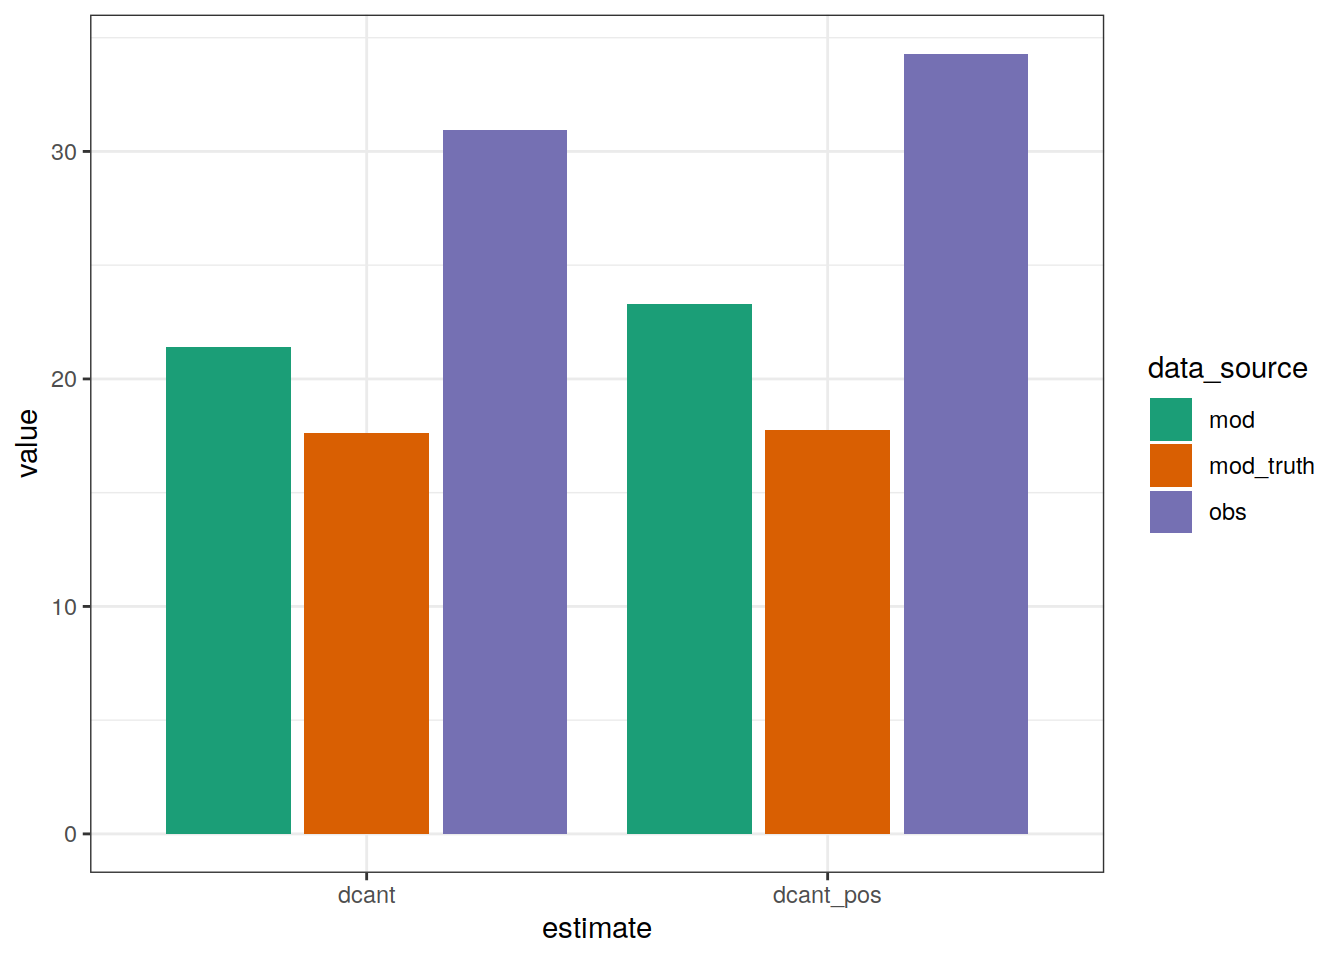 value
30
20
10
0
dcant
dcant_pos
estimate
data_source
mod
mod_truth
obs